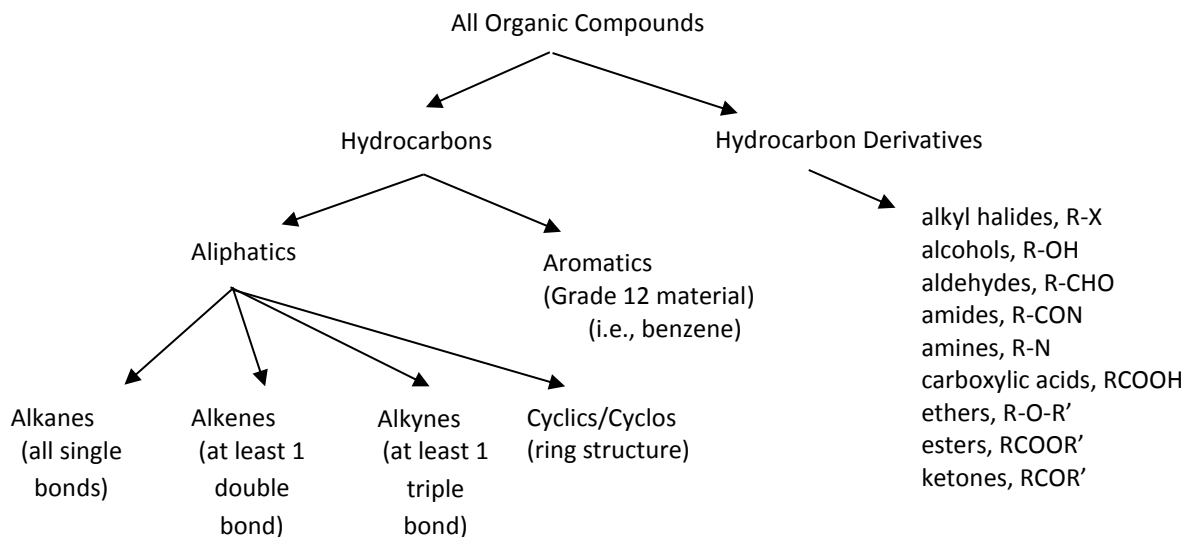 All Organic Compounds
Hydrocarbons
Hydrocarbon Derivatives
Aliphatics
Aromatics
(Grade 12 material)
(i.e., benzene)
alkyl halides, R-X
alcohols, R-OH
aldehydes, R-CHO
amides, R-CON
amines, R-N
carboxylic acids, RCOOH
ethers, R-O-R’
esters, RCOOR’
ketones, RCOR’
Alkanes
(all single
bonds)
Alkenes
(at least 1
double
bond)
Alkynes
(at least 1
triple
bond)
Cyclics/Cyclos
(ring structure)